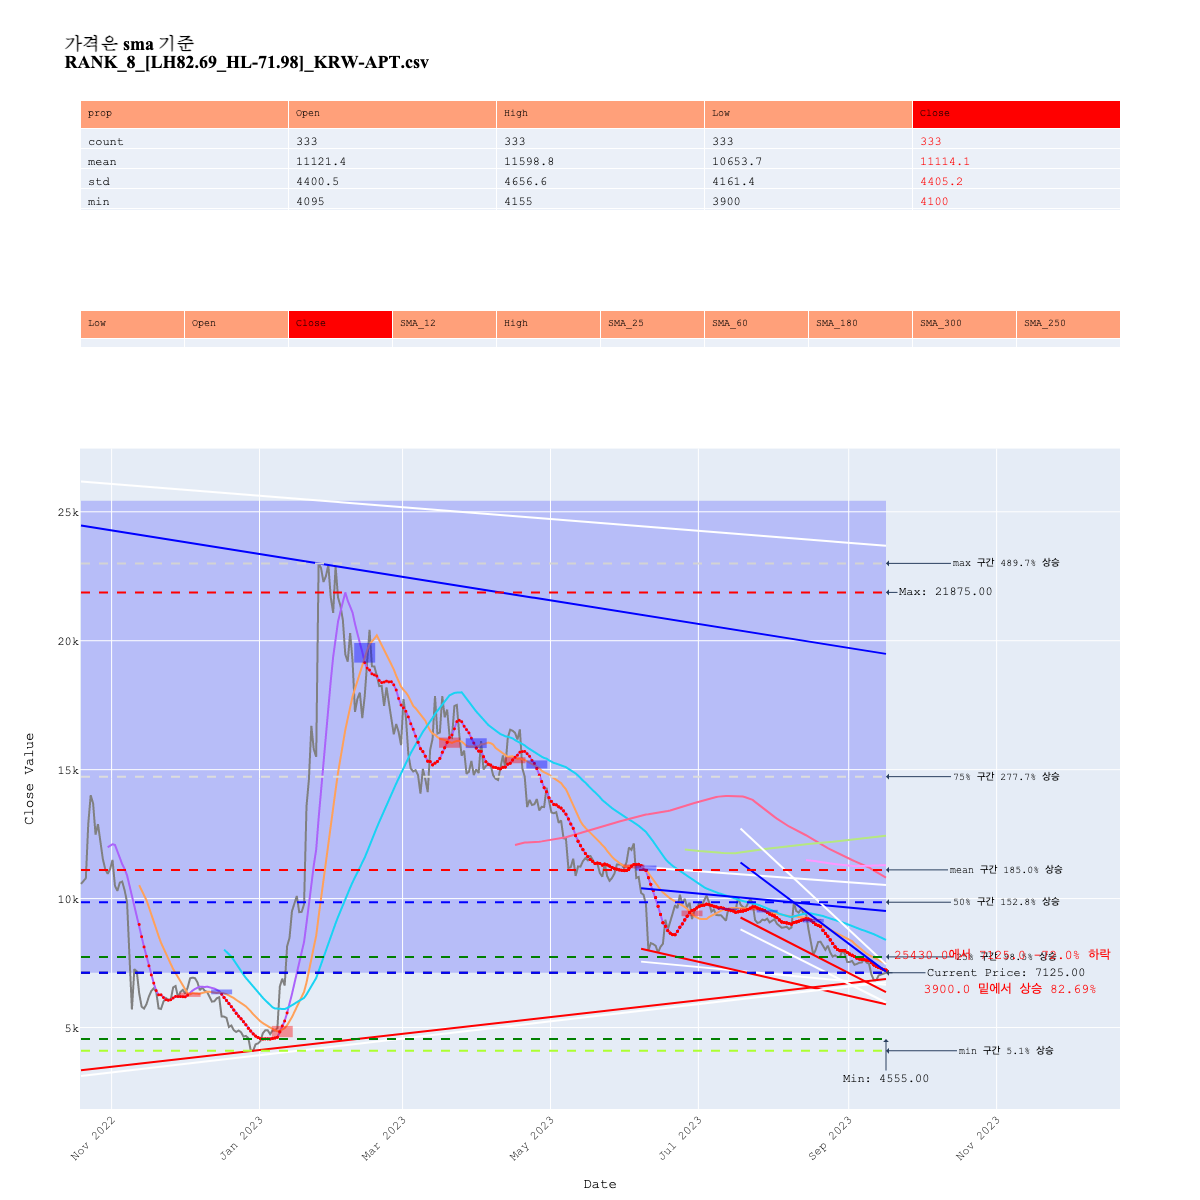 가격은 sma 기준
RANK_8_[LH82.69_HL-71.98]_KRW-APT.csv
prop Open High Low Close
count 333 333 333 333
mean 11121.4 11598.8 10653.7 11114.1
std 4400.5 4656.6 4161.4 4405.2
min 4095 4155 3900 4100
Low Open Close SMA_12 High SMA_25 SMA_60 SMA_180 SMA_300 SMA_250
25k
max 구간 489.7% 상승
Max: 21875.00
20k
15k
75% 구간 277.7% 상승
mean 구간 185.0% 상승
10k
50% 구간 152.8% 상승
25430.0에서 하락
Current Price: 7125.00
3900.0 밑에서 상승 82.69%
5k
min 구간 5.1% 상승
Min: 4555.00
Close Value
Nov 2022
Jan 2023
Mar 2023
May 2023
Jul 2023
Sep 2023
Nov 2023
Date